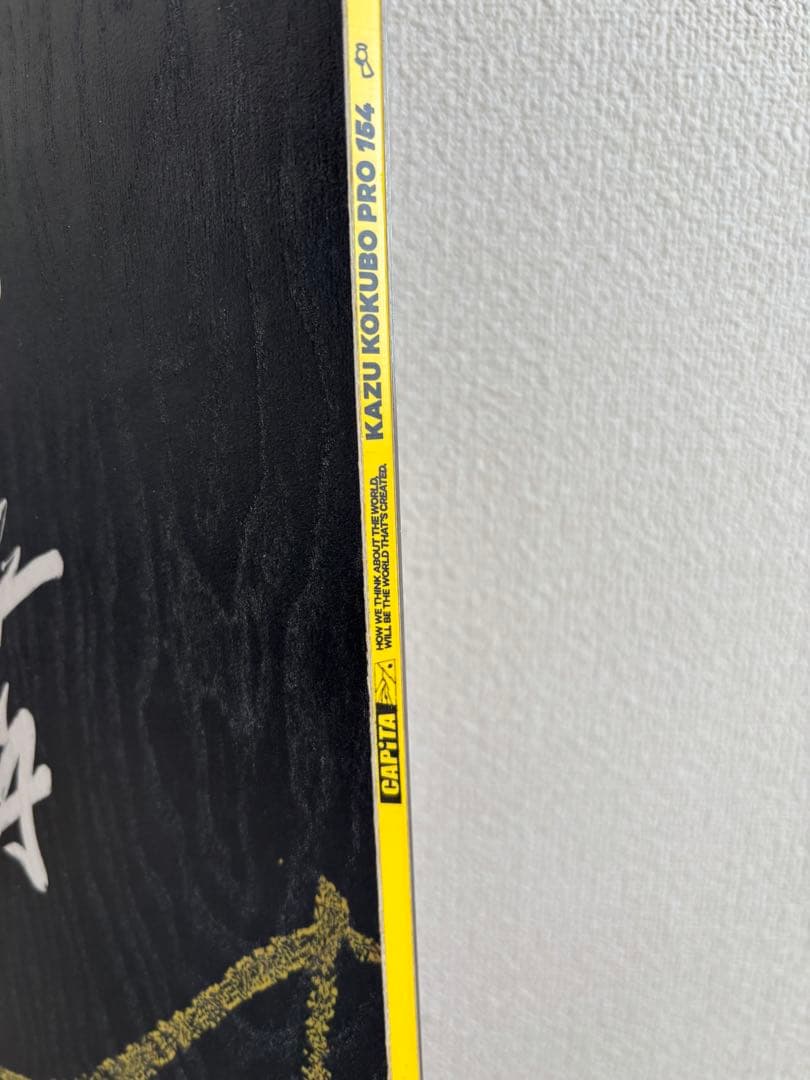 CAPiTA
HOW WE THINK ABOUT THE WORLD,
WILL BE THE WORLD THAT'S CREATED.
KAZU KOKUBO PRO 154